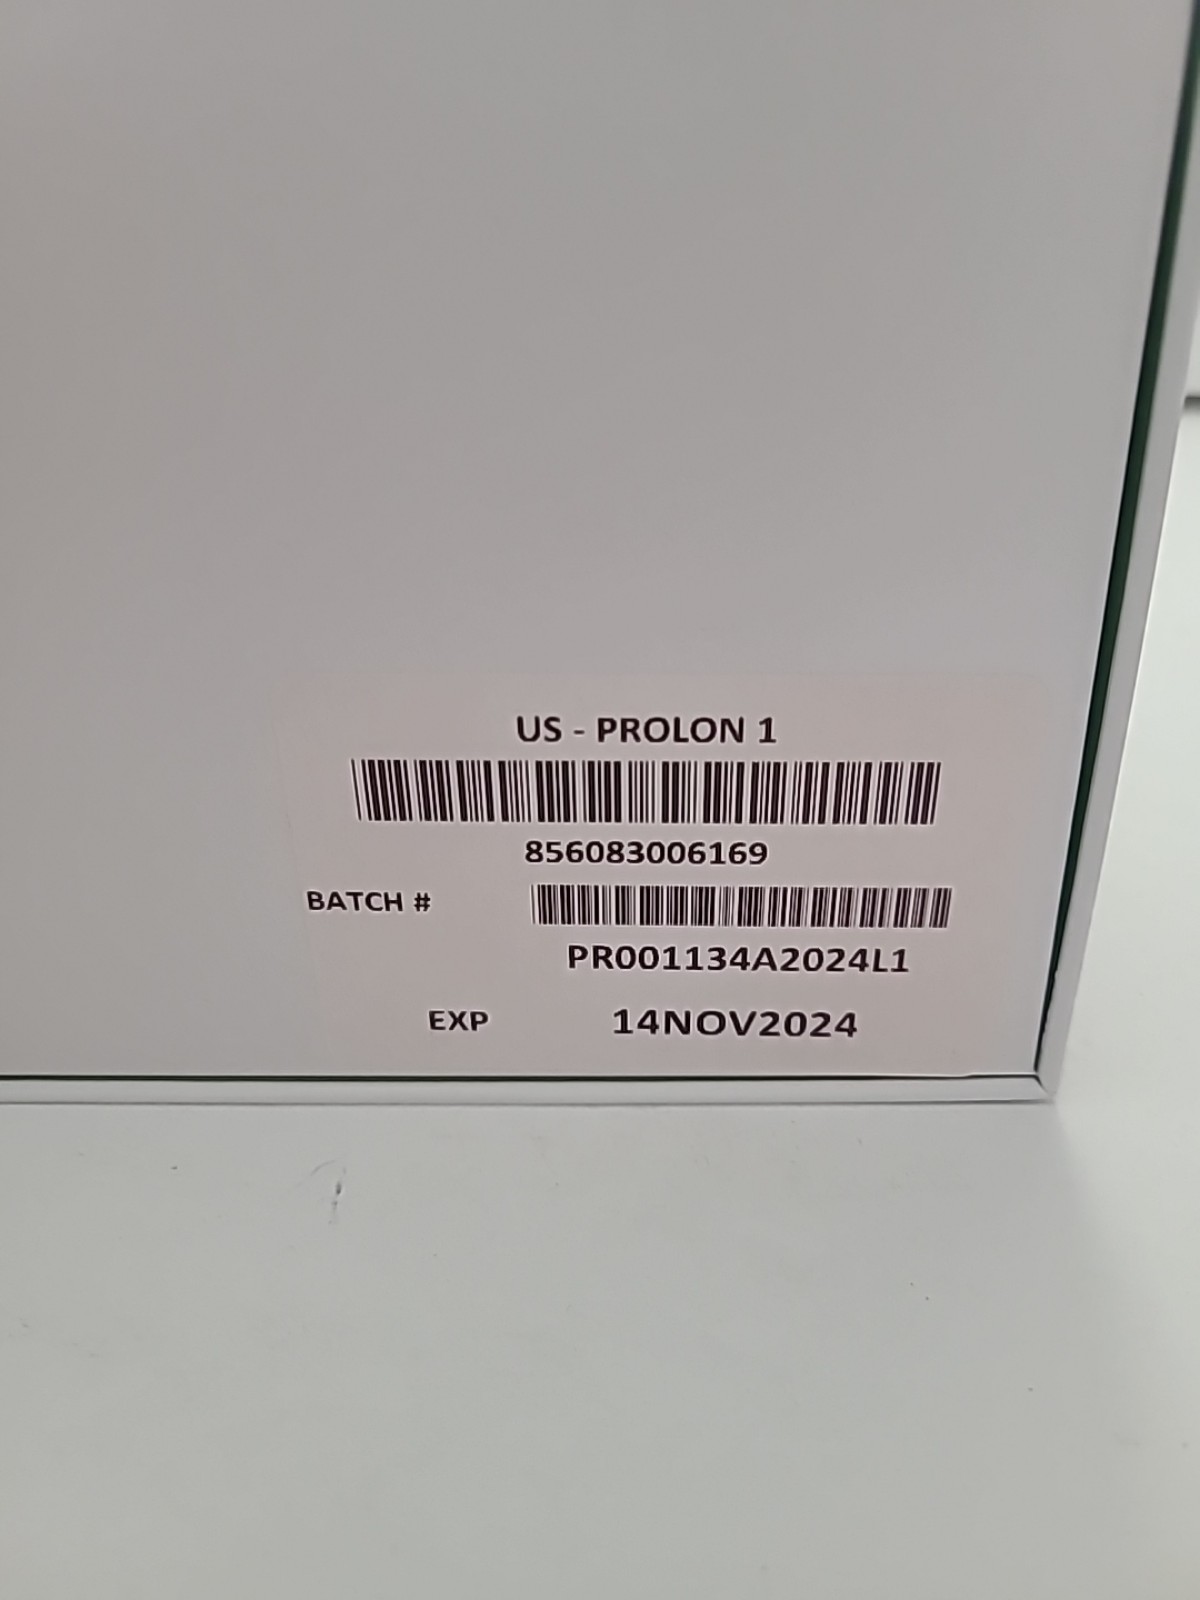 US - PROLON 1
856083006169
BATCH #
PR001134A2024L1
EXP 14NOV2024